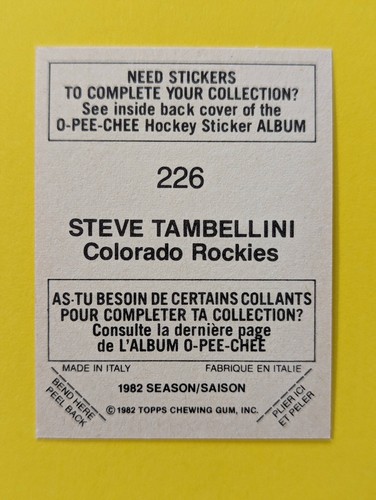 NEED STICKERS
TO COMPLETE YOUR COLLECTION?
See inside back cover of the
O-PEE-CHEE Hockey Sticker ALBUM
226
STEVE TAMBELLINI
Colorado Rockies
AS-TU BESOIN DE CERTAINS COLLANTS
POUR COMPLETER TA COLLECTION?
Consulte la dernière page
de L'ALBUM O-PEE-CHÉE
MADE IN ITALY FABRIQUE EN ITALIE
BEND HERE
PEEL BACK
1982 SEASON/SAISON
© 1982 TOPPS CHEWING GUM, INC.
PLIER ICI
ET PELER